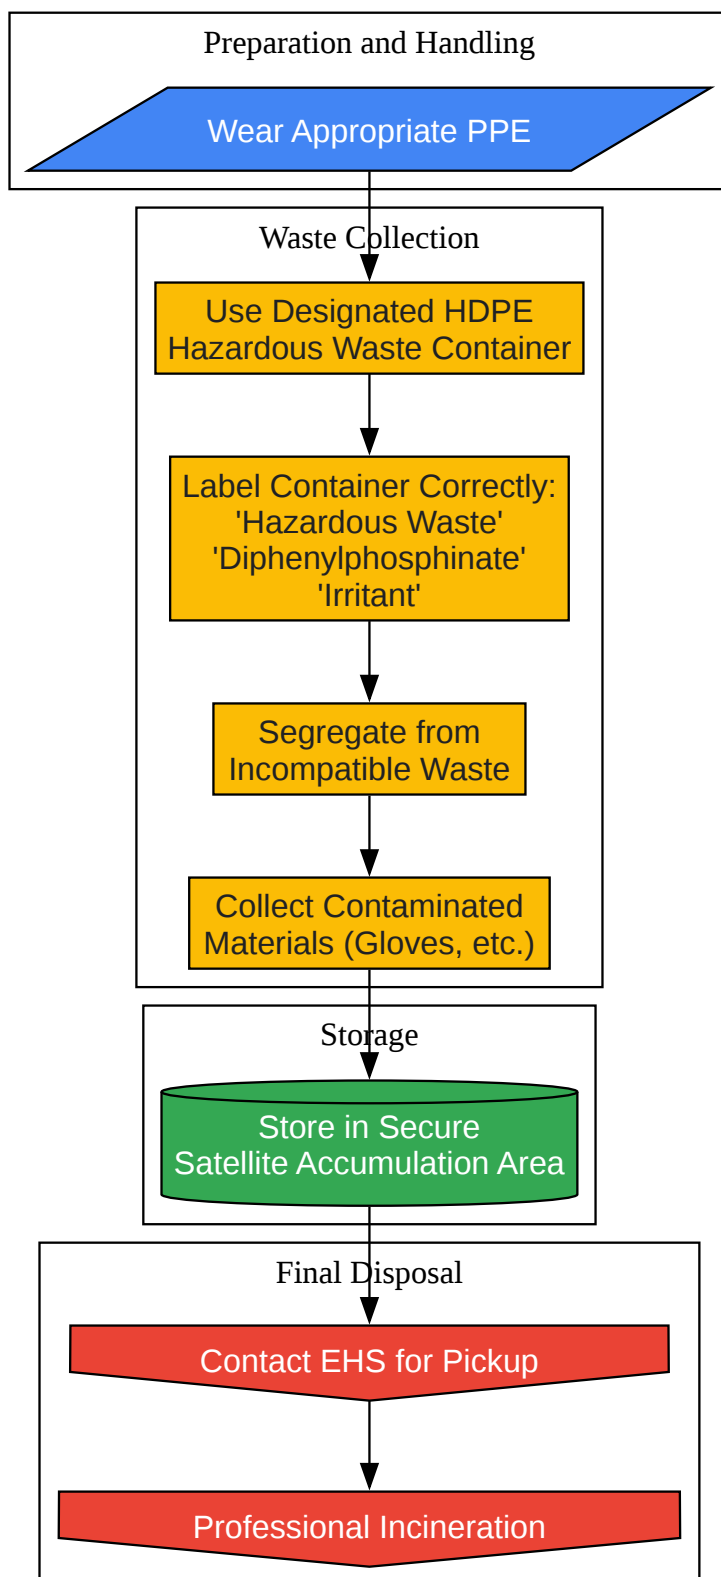 Preparation and Handling
Wear Appropriate PPE
Waste Collection
Use Designated HDPE
Hazardous Waste Container
Label Container Correctly:
'Hazardous Waste'
'Diphenylphosphinate'
'Irritant'
Segregate from
Incompatible Waste
Collect Contaminated
Materials (Gloves, etc.)
Storage
Store in Secure
Satellite Accumulation Area
Final Disposal
Contact EHS for Pickup
Professional Incineration